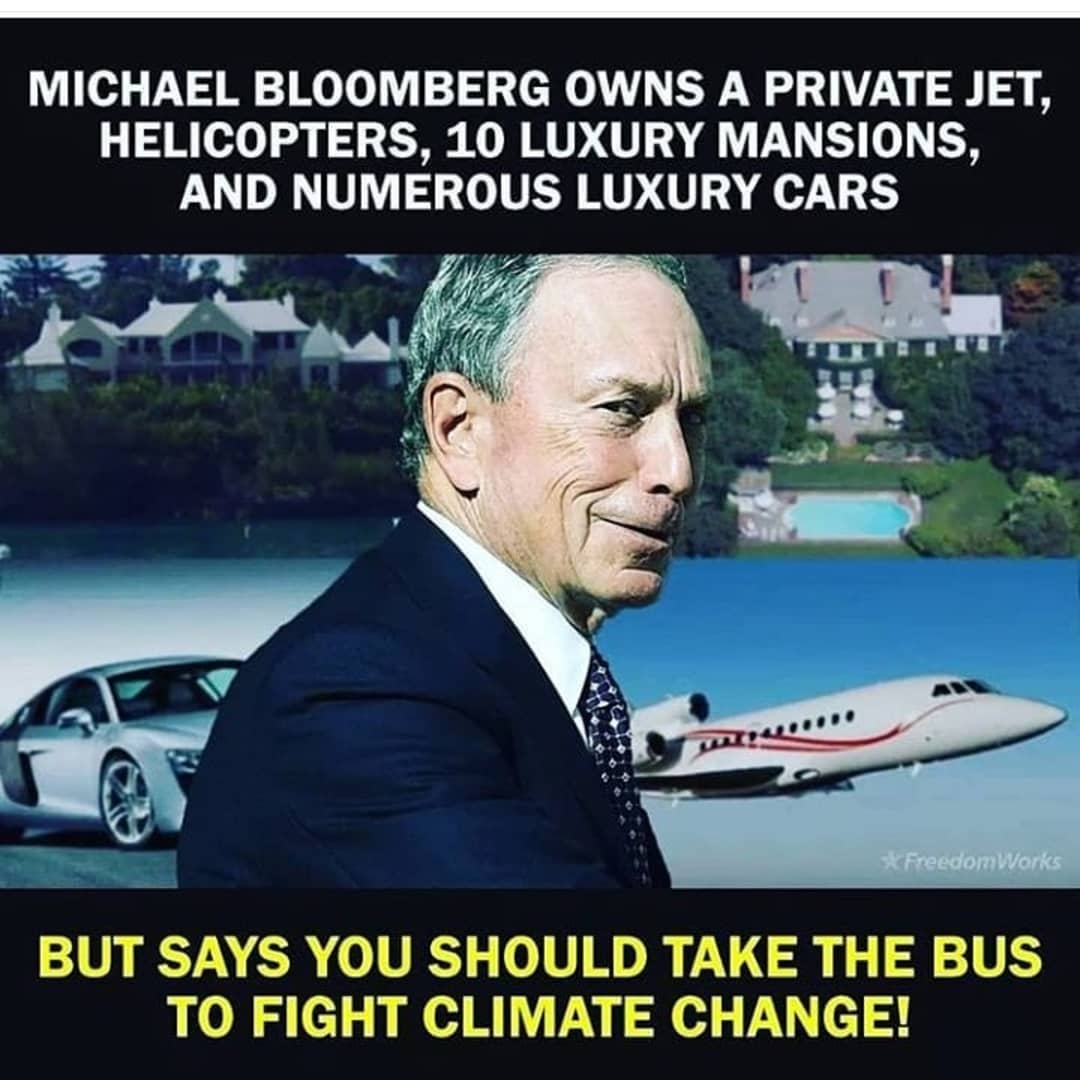 MICHAEL BLOOMBERG OWNS A PRIVATE JET,
HELICOPTERS, 10 LUXURY MANSIONS,
AND NUMEROUS LUXURY CARS
FreedomWorks
BUT SAYS YOU SHOULD TAKE THE BUS
TO FIGHT CLIMATE CHANGE!